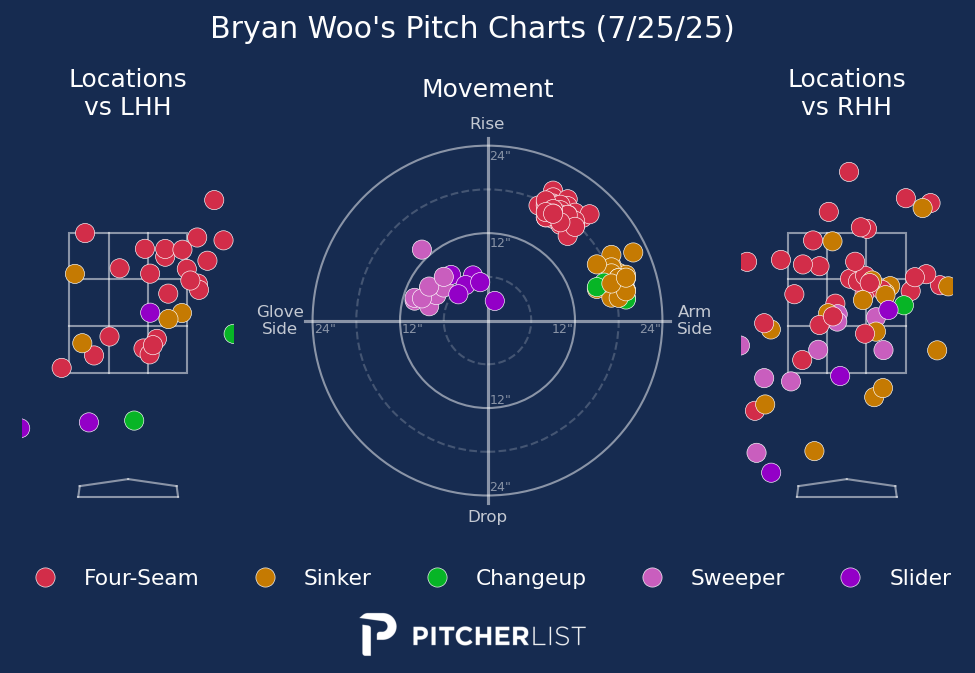 Bryan Woo's Pitch Charts (7/25/25)
Locations
vs LHH
Movement
Locations
vs RHH
Rise
24"
12"
Glove
Side
24"
12"
12"
24"
Arm
Side
12"
24"
Drop
Four-Seam
Sinker
Changeup
Sweeper
Slider
PITCHERLIST